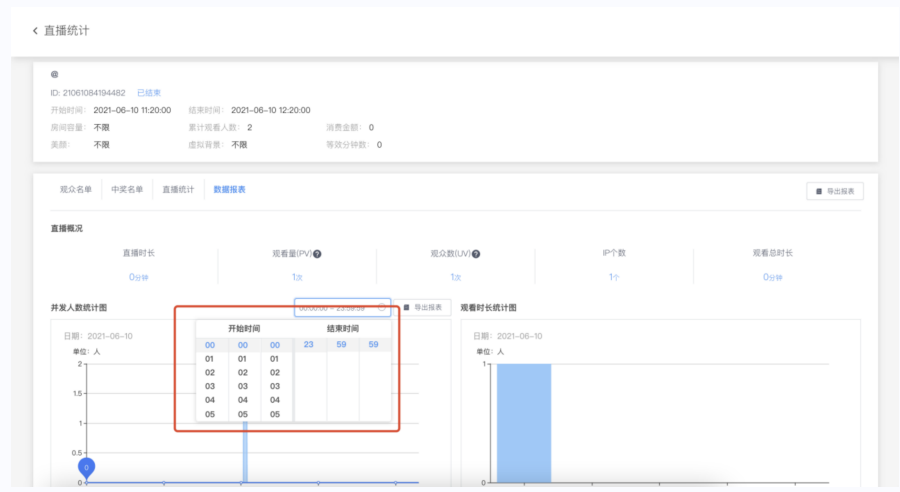 直播统计
@
ID: 21061084194482 已结束
开始时间: 2021-06-10 11:20:00 结束时间: 2021-06-10 12:20:00
房间容量: 不限 累计观看人数: 2 消费金额: 0
美颜: 不限 虚拟背景: 不限 等效分钟数: 0
观众名单 中奖名单 直播统计 数据报表 导出报表
直播概况
直播时长 观看量(PV) 观众数(UV) IP个数 观看总时长
0分钟 1次 1次 1个 0分钟
并发人数统计图 00:00:00 ~ 23:59:59 导出报表 观看时长统计图
开始时间 结束时间
日期: 2021-06-10 日期: 2021-06-10
00 00 00 23 59 59
单位: 人 单位: 人
01 01 01
2 1
02 02 02
03 03 03
1.5
04 04 04
05 05 05
1
0.5
0
0 0